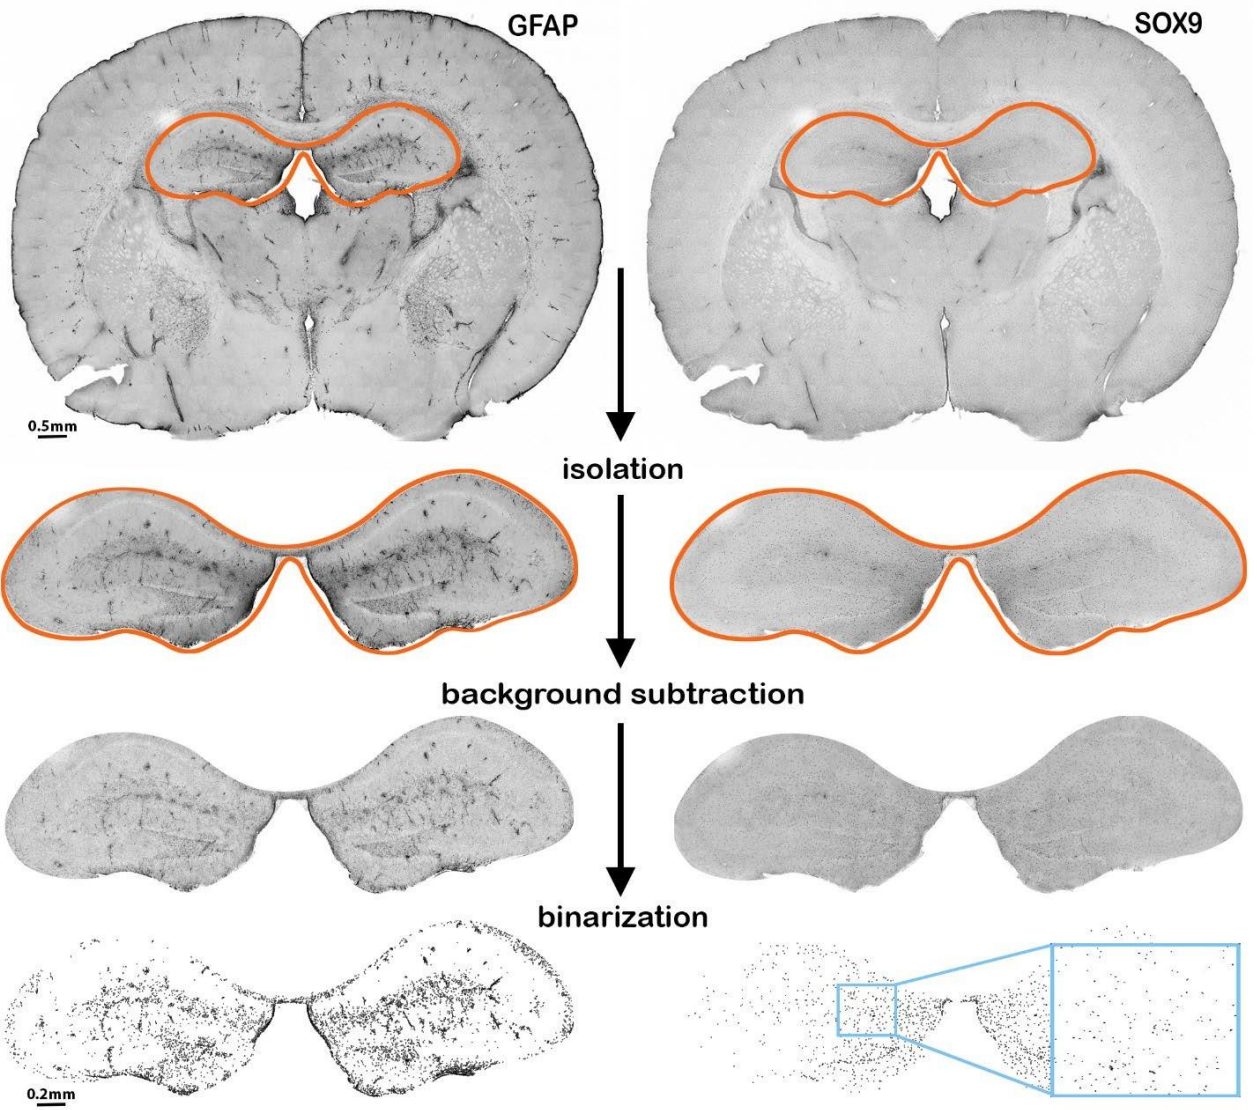 GFAP
SOX9
0.5mm
isolation
background subtraction
binarization
0.2mm